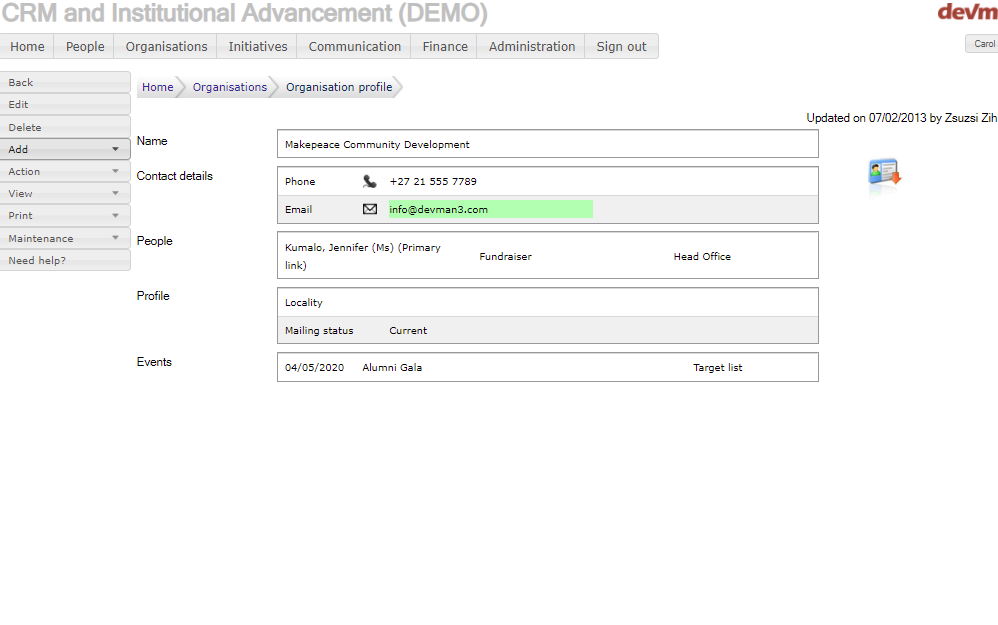 CRM and Institutional Advancement (DEMO)
devm
Home People Organisations Initiatives Communication Finance Administration Sign out
Carol
Back
Edit
Delete
Add
Action
View
Print
Maintenance
Need help?
Home Organisations Organisation profile
Updated on 07/02/2013 by Zsuzsi Zih
Name
Makepeace Community Development
Contact details
Phone +27 21 555 7789
Email info@devman3.com
People
Kumalo, Jennifer (Ms) (Primary
link)
Fundraiser
Head Office
Profile
Locality
Mailing status Current
Events
04/05/2020 Alumni Gala Target list